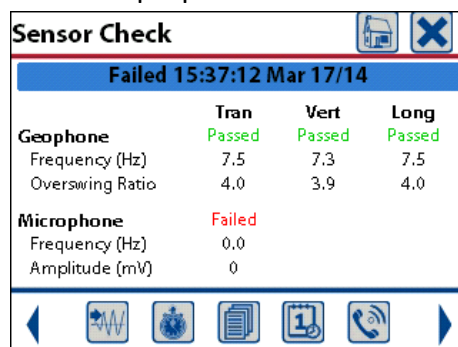 Sensor Check
Failed 15:37:12 Mar 17/14
Tran Vert Long
Geophone Passed Passed Passed
Frequency (Hz) 7.5 7.3 7.5
Overswing Ratio 4.0 3.9 4.0
Microphone Failed
Frequency (Hz) 0.0
Amplitude (mV) 0
1